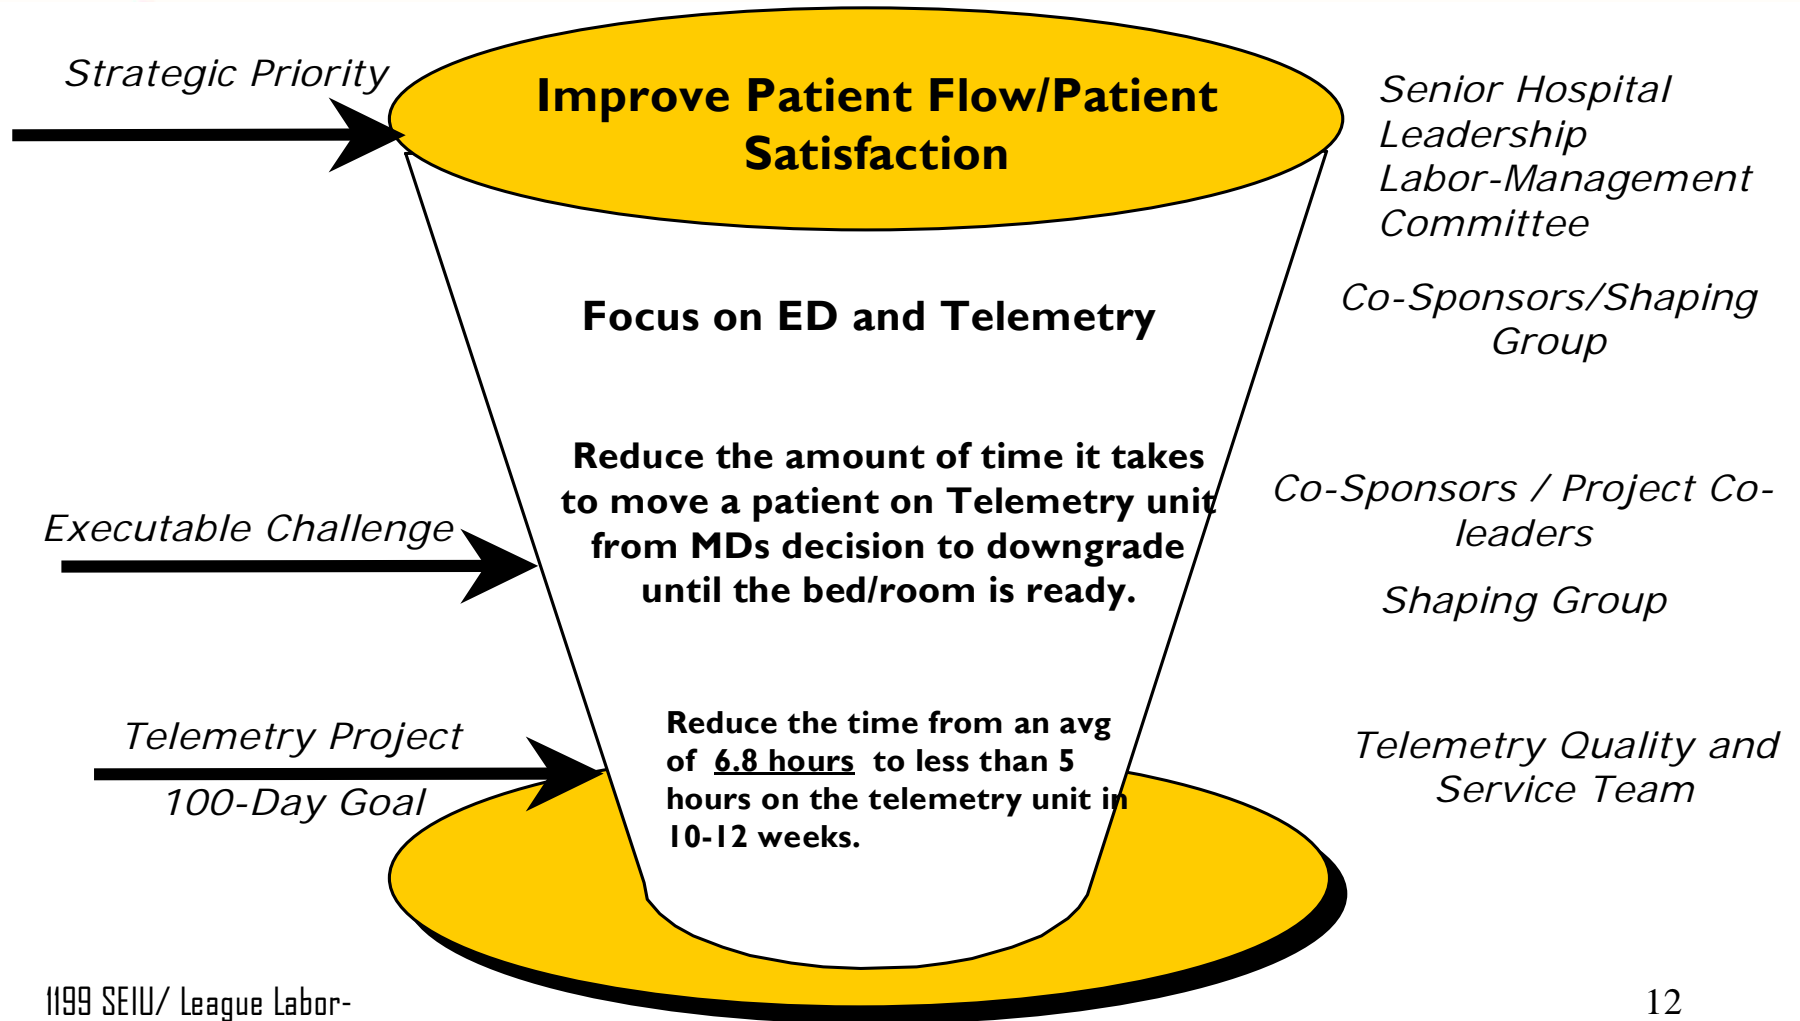 Strategic Priority
Improve Patient Flow/Patient
Satisfaction
Senior Hospital
Leadership
Labor-Management
Committee
Focus on ED and Telemetry
Co-Sponsors/Shaping
Group
Executable Challenge
Reduce the amount of time it takes
to move a patient on Telemetry unit
from MDs decision to downgrade
until the bed/room is ready.
Co-Sponsors / Project Co-
leaders
Shaping Group
Telemetry Project
100-Day Goal
Reduce the time from an avg
of 6.8 hours to less than 5
hours on the telemetry unit in
10-12 weeks.
Telemetry Quality and
Service Team
1199 SEIU/ League Labor-
12